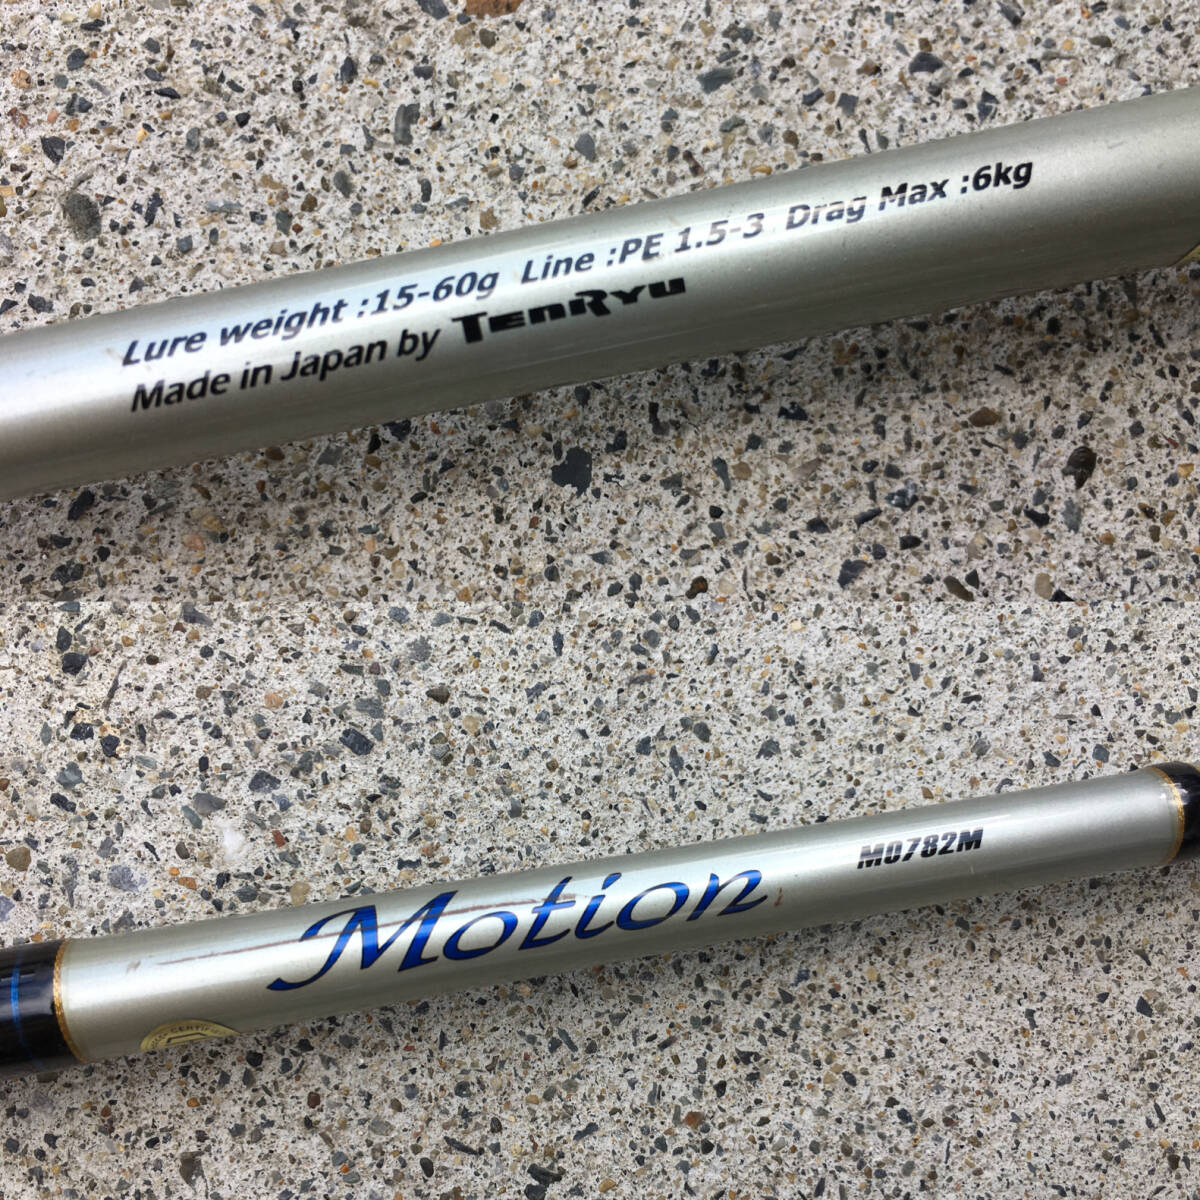 Lure weight :15-60g Line :PE 1.5-3 Drag Max :6kg
Made in Japan by TenRyu
Motion
MO782M